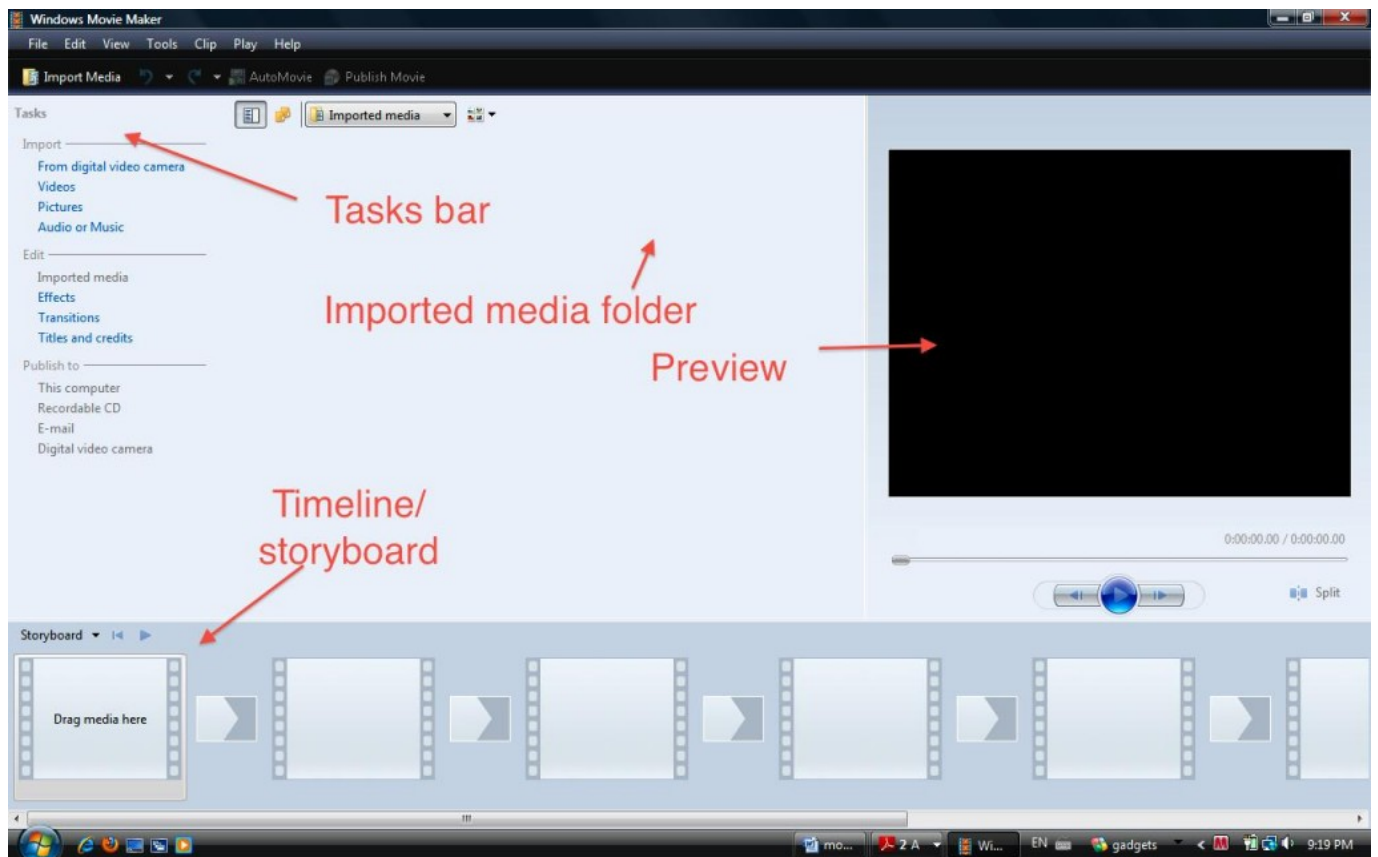 Windows Movie Maker
File Edit View Tools Clip Play Help
Import Media AutoMovie Publish Movie
Tasks
Imported media
Import
From digital video camera
Videos
Pictures
Audio or Music
Tasks bar
Edit
Imported media
Effects
Transitions
Titles and credits
Imported media folder
Preview
Publish to
This computer
Recordable CD
E-mail
Digital video camera
Timeline/
storyboard
0:00:00.00 / 0:00:00.00
Split
Storyboard
Drag media here
mo... 2 A Wi... EN gadgets 9:19 PM